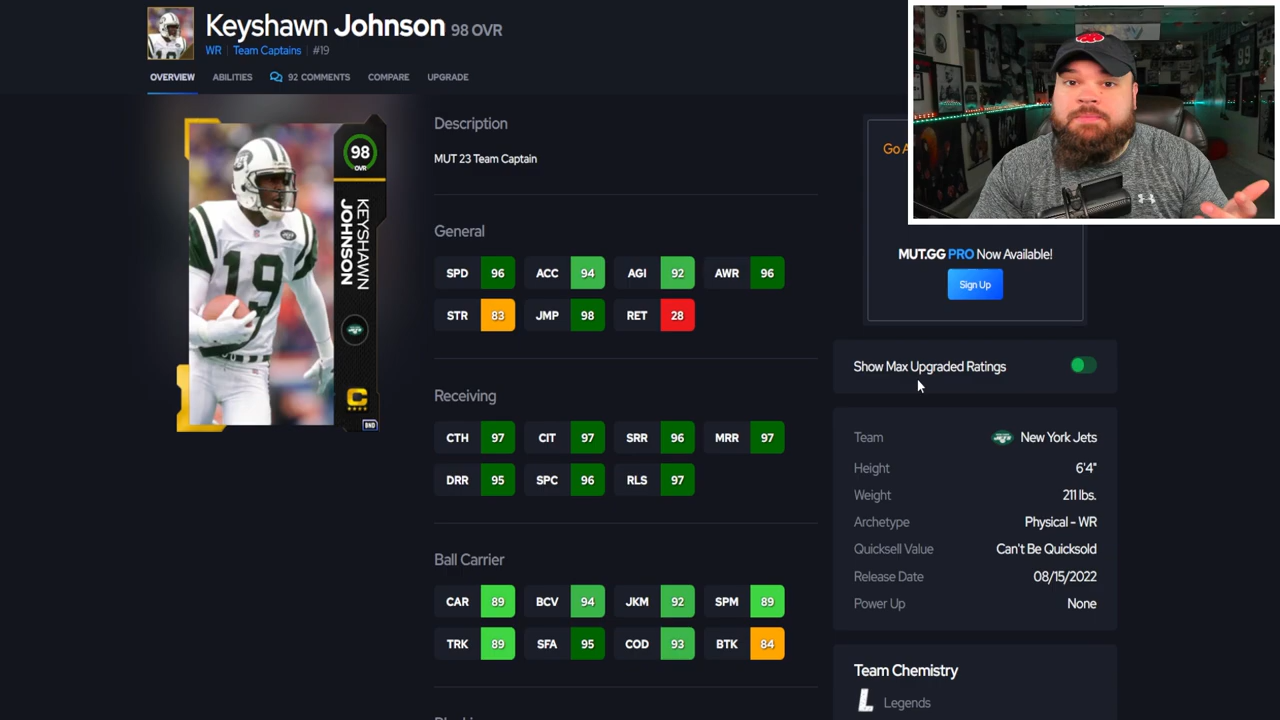 Keyshawn Johnson 98 OVR
WR | Team Captains | #19
OVERVIEW ABILITIES 92 COMMENTS COMPARE UPGRADE
98
OVR
KEYSHAWN
JOHNSON
C
BND
19
Description
MUT 23 Team Captain
General
SPD 96 ACC 94 AGI 92 AWR 96
STR 83 JMP 98 RET 28
Receiving
CTH 97 CIT 97 SRR 96 MRR 97
DRR 95 SPC 96 RLS 97
Ball Carrier
CAR 89 BCV 94 JKM 92 SPM 89
TRK 89 SFA 95 COD 93 BTK 84
Go A
MUT.GG PRO Now Available!
Sign Up
Show Max Upgraded Ratings
Team New York Jets
Height 6'4"
Weight 211 lbs.
Archetype Physical - WR
Quicksell Value Can't Be Quicksold
Release Date 08/15/2022
Power Up None
Team Chemistry
L Legends